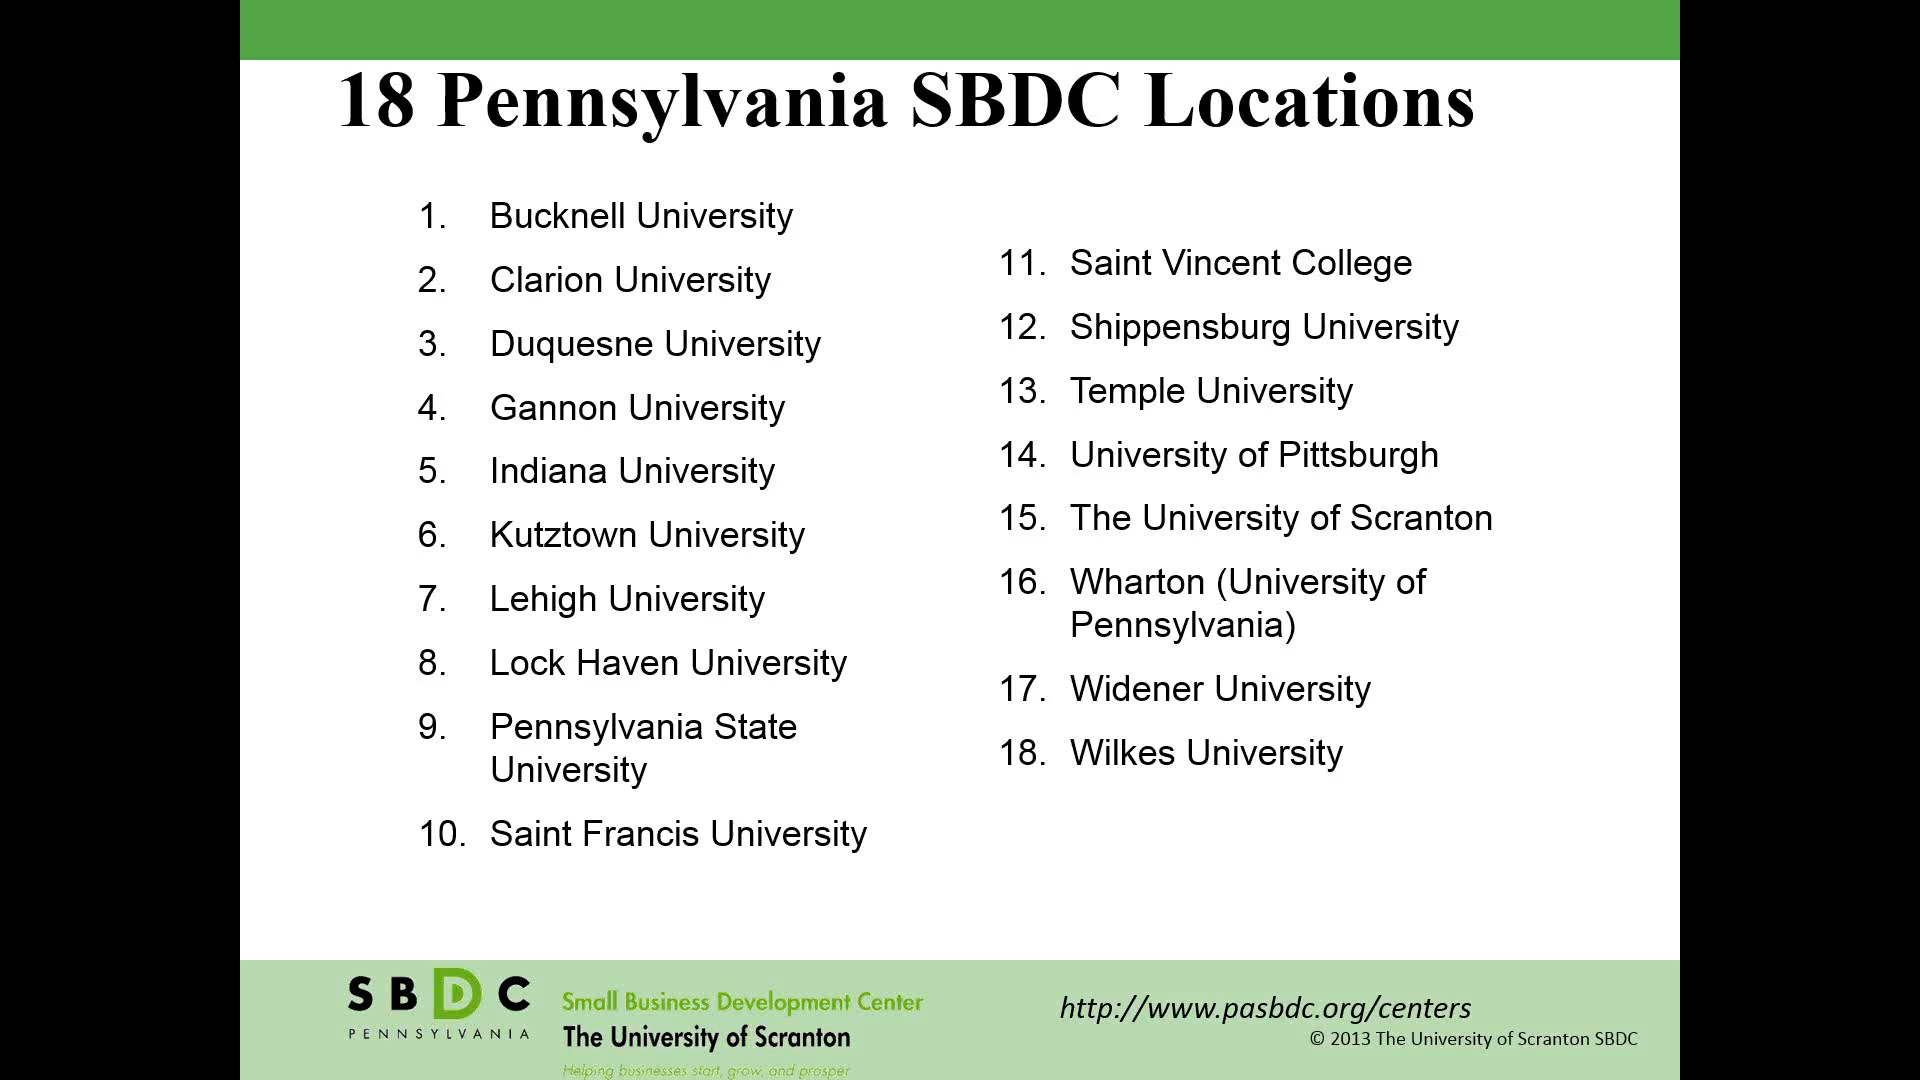 18 Pennsylvania SBDC Locations
1. Bucknell University
2. Clarion University
3. Duquesne University
4. Gannon University
5. Indiana University
6. Kutztown University
7. Lehigh University
8. Lock Haven University
9. Pennsylvania State
University
10. Saint Francis University
11. Saint Vincent College
12. Shippensburg University
13. Temple University
14. University of Pittsburgh
15. The University of Scranton
16. Wharton (University of
Pennsylvania)
17. Widener University
18. Wilkes University
SBDC
PENNSYLVANIA
Small Business Development Center
The University of Scranton
Helping businesses start, grow, and prosper
http://www.pasbdc.org/centers
© 2013 The University of Scranton SBDC